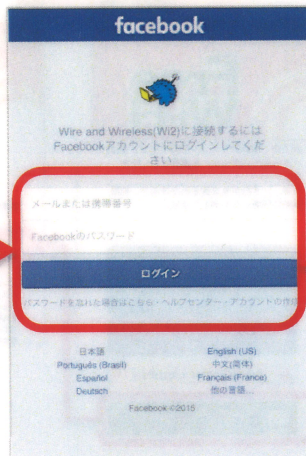 facebook
Wire and Wireless(Wi2)に接続するには
Facebookアカウントにログインしてくだ
さい
メールまたは携帯番号
Facebookのパスワード
ログイン
パスワードを忘れた場合はこちら・ヘルプセンター・アカウントの作成
日本語
English (US)
Português (Brasil)
中文(简体)
Español
Français (France)
Deutsch
他の言語...
Facebook ©2015